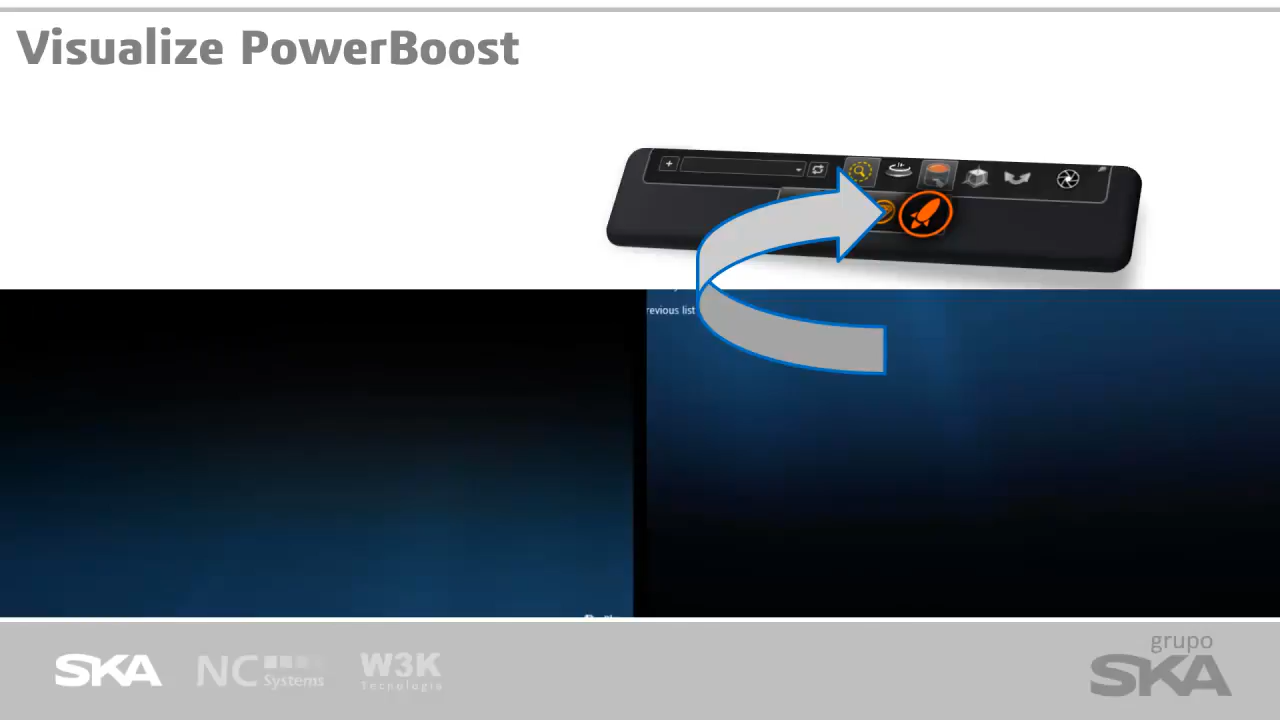 Visualize PowerBoost
revious list
SKA
NC Systems
W3K
Tecnologia
grupo
SKA